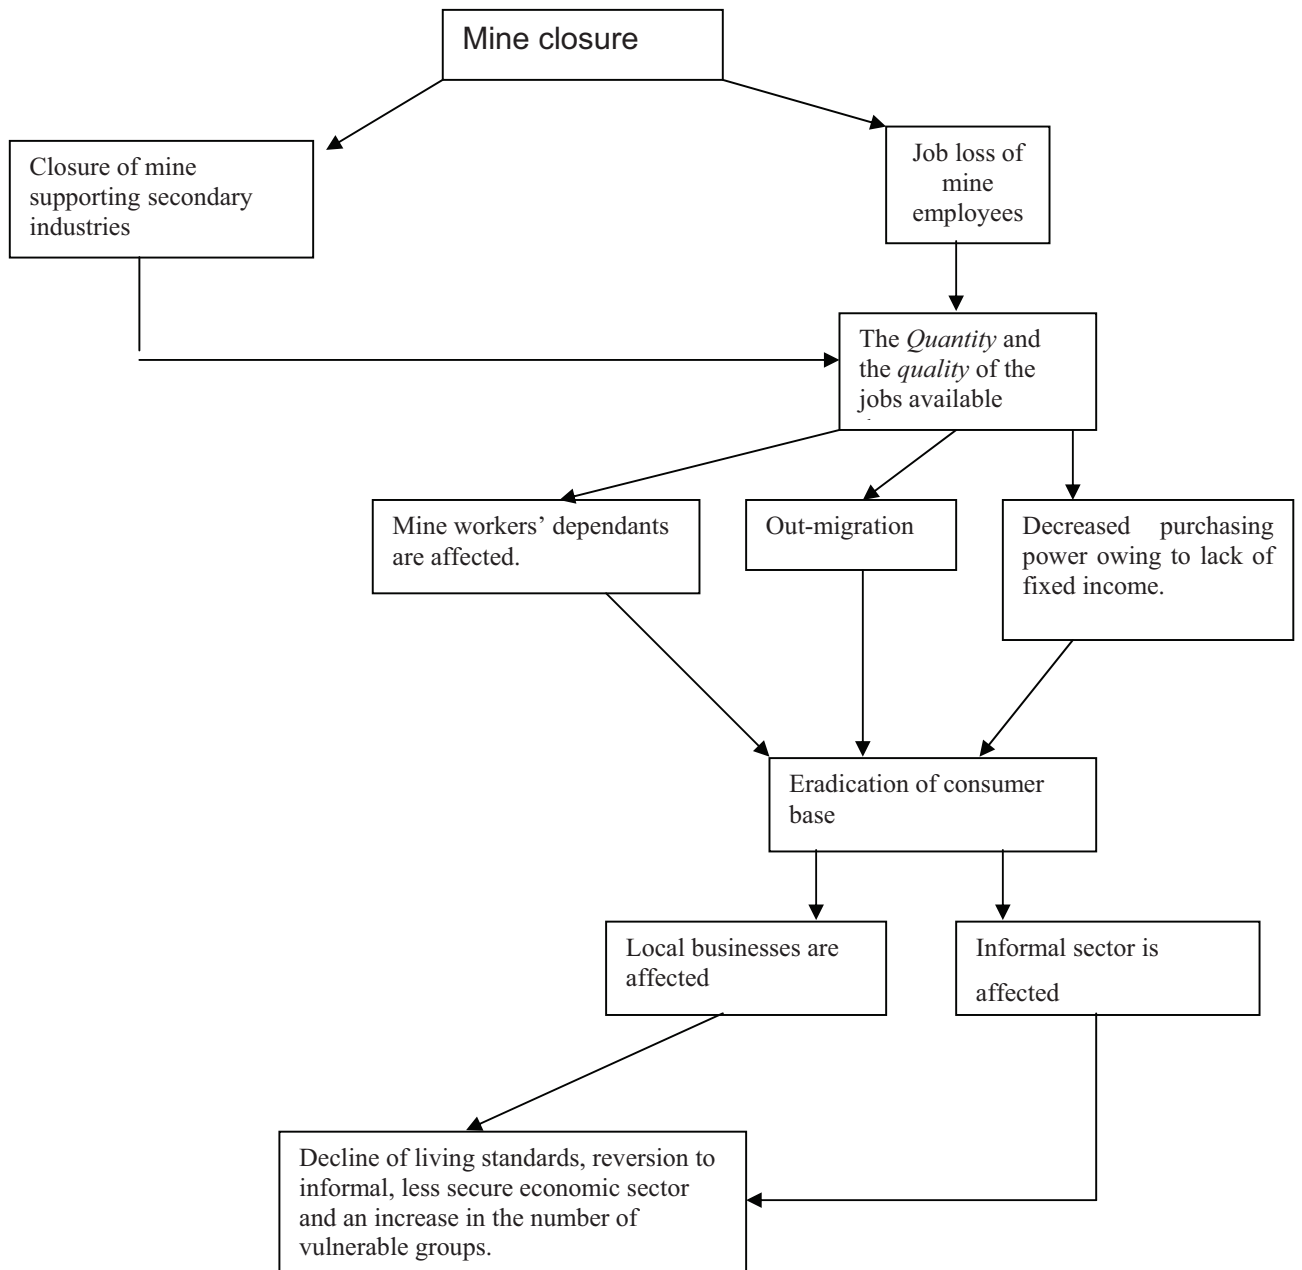 Mine closure
Closure of mine
supporting secondary
industries
Job loss of
mine
employees
The Quantity and
the quality of the
jobs available
Mine workers’ dependants
are affected.
Out-migration
Decreased purchasing
power owing to lack of
fixed income.
Eradication of consumer
base
Local businesses are
affected
Informal sector is
affected
Decline of living standards, reversion to
informal, less secure economic sector
and an increase in the number of
vulnerable groups.